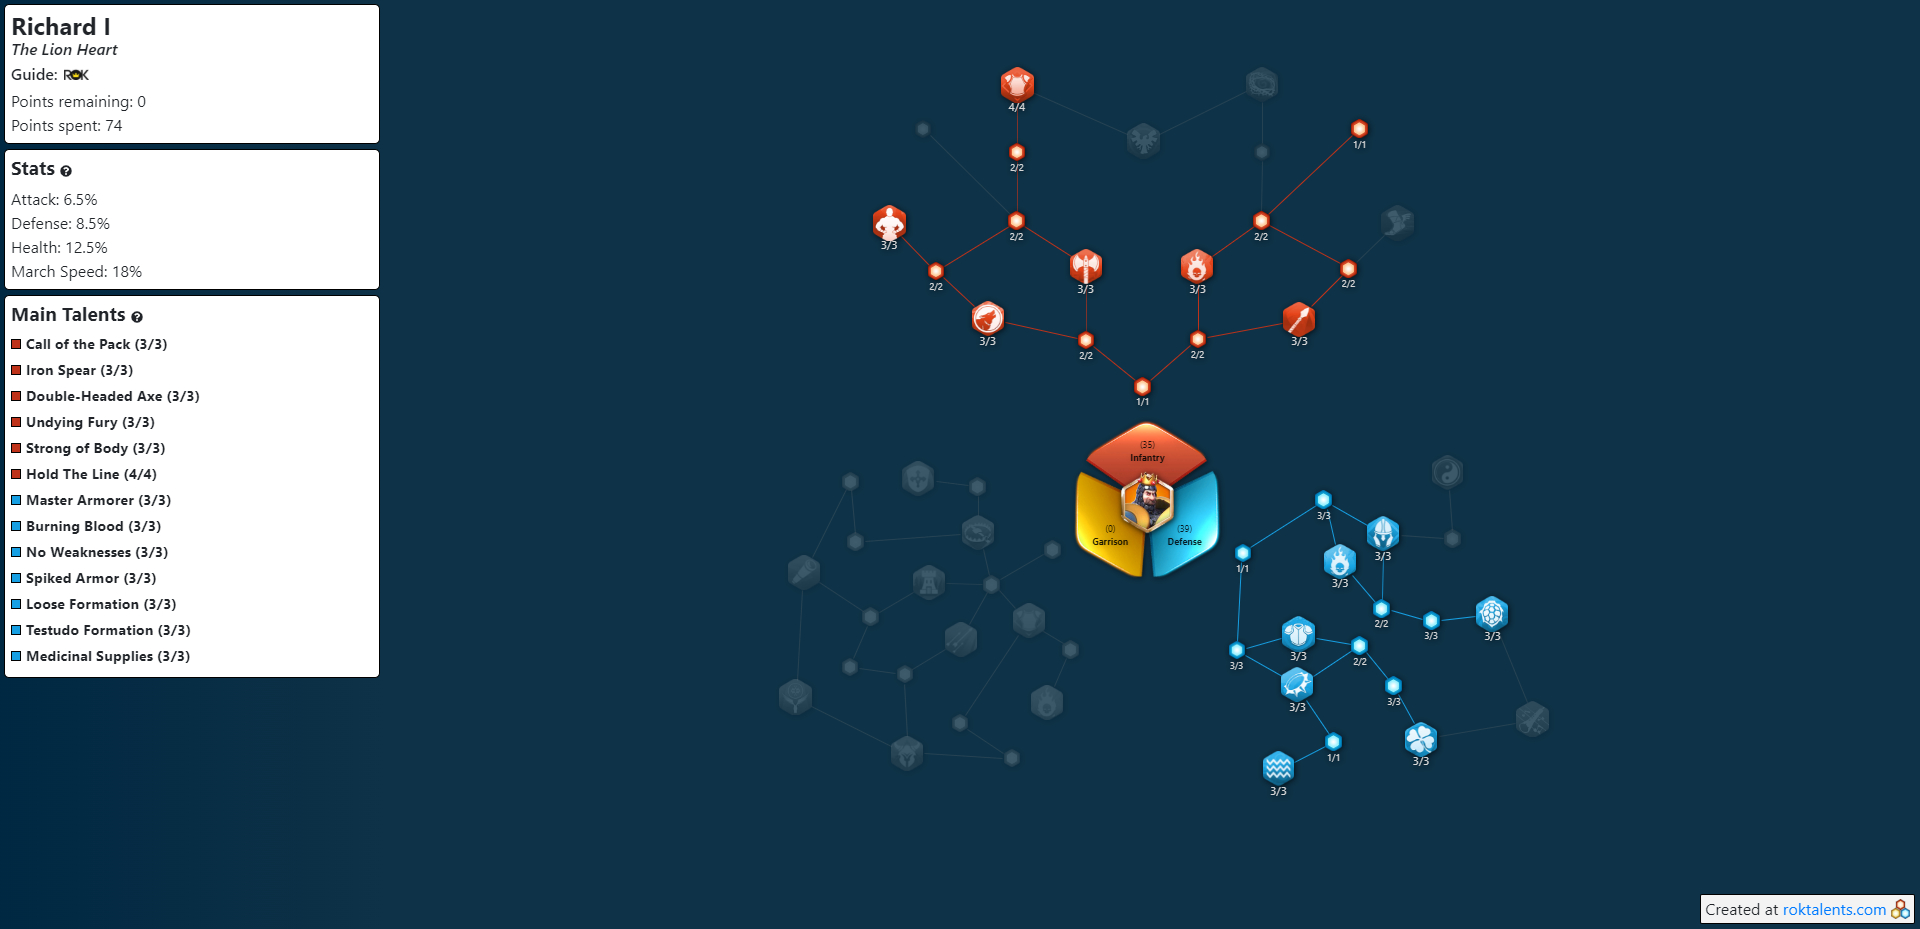 Richard I
The Lion Heart
Guide: ROK
Points remaining: 0
Points spent: 74
Stats
Attack: 6.5%
Defense: 8.5%
Health: 12.5%
March Speed: 18%
Main Talents
Call of the Pack (3/3)
Iron Spear (3/3)
Double-Headed Axe (3/3)
Undying Fury (3/3)
Strong of Body (3/3)
Hold The Line (4/4)
Master Armorer (3/3)
Burning Blood (3/3)
No Weaknesses (3/3)
Spiked Armor (3/3)
Loose Formation (3/3)
Testudo Formation (3/3)
Medicinal Supplies (3/3)
4/4
1/1
2/2
3/3
2/2
2/2
3/3
3/3
2/2
2/2
3/3
3/3
2/2
2/2
1/1
(35)
Infantry
(0)
Garrison
(39)
Defense
3/3
3/3
1/1
3/3
2/2
3/3
3/3
3/3
3/3
2/2
3/3
3/3
1/1
3/3
3/3
Created at roktalents.com